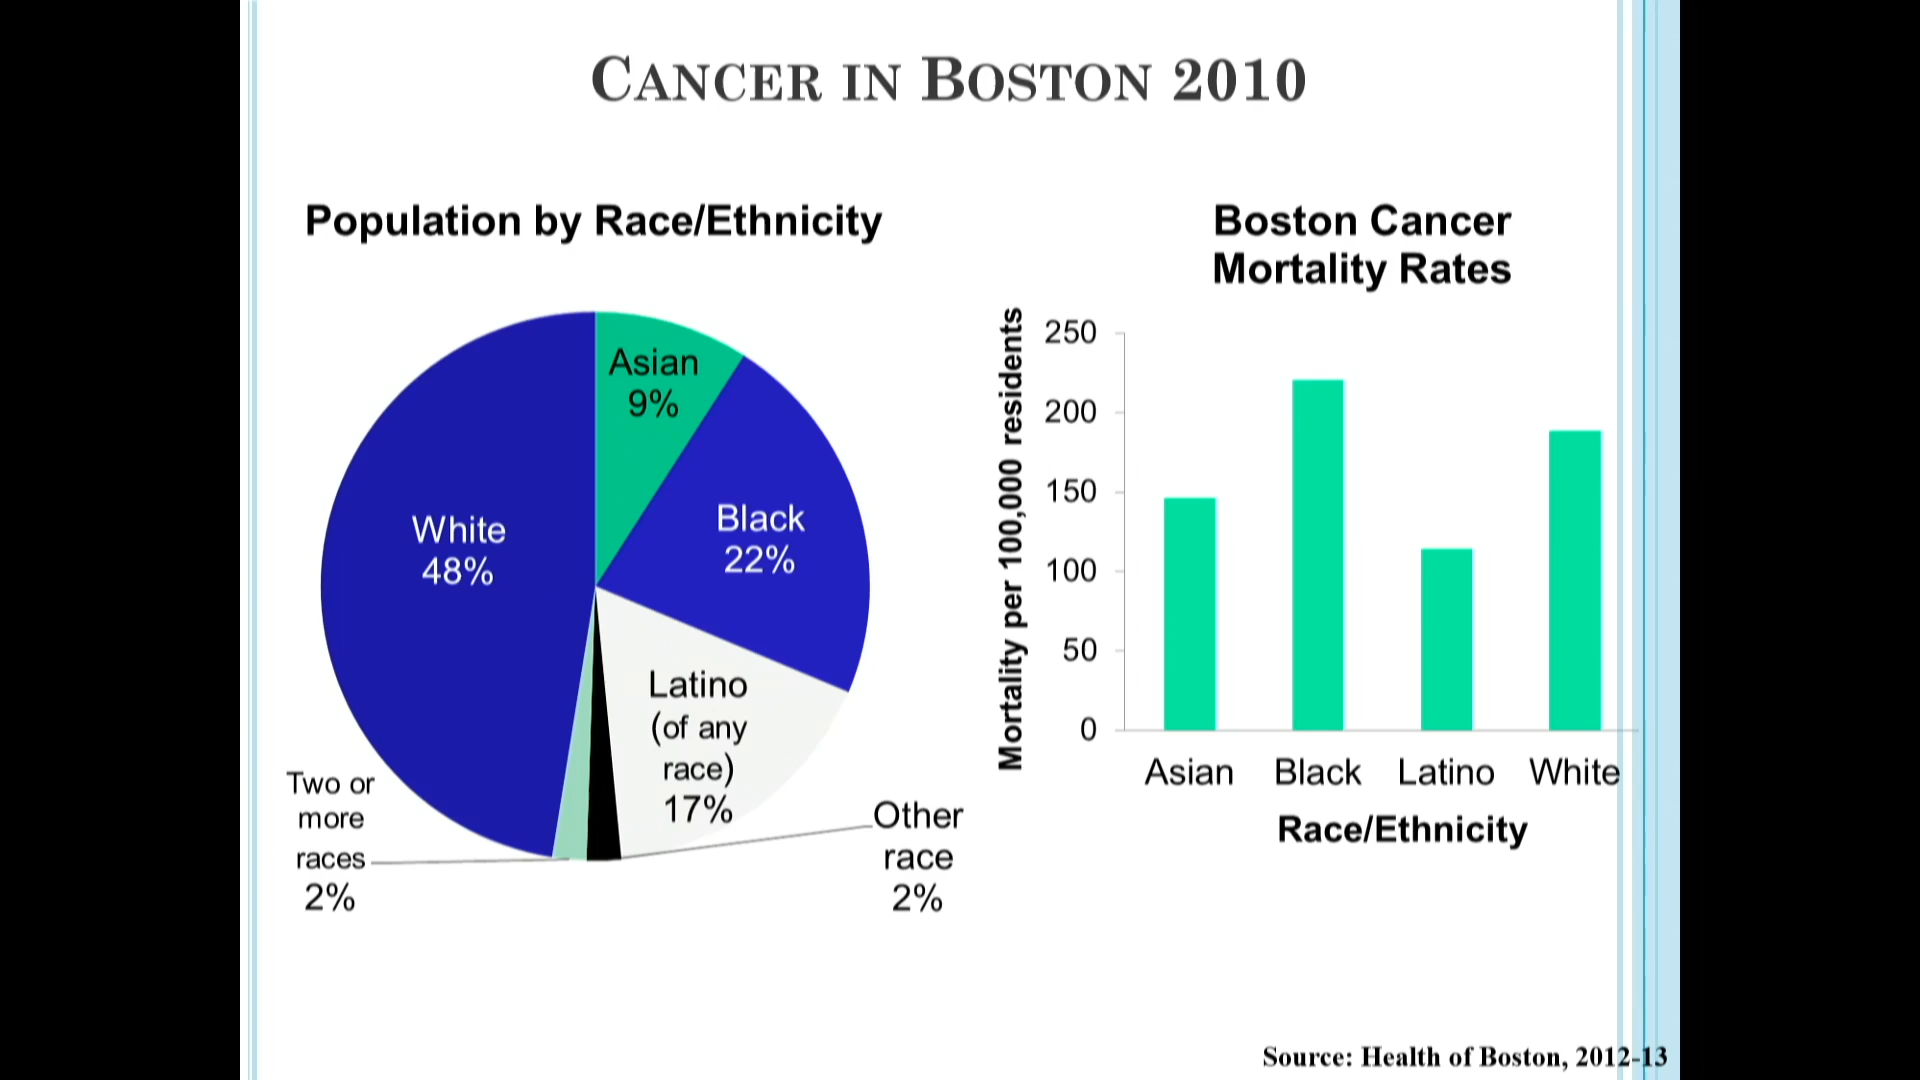 CANCER IN BOSTON 2010
Population by Race/Ethnicity
Asian
9%
Black
22%
White
48%
Latino
(of any
race)
17%
Two or
more
races
2%
Other
race
2%
Boston Cancer
Mortality Rates
Mortality per 100,000 residents
250
200
150
100
50
0
Asian Black Latino White
Race/Ethnicity
Source: Health of Boston, 2012-13